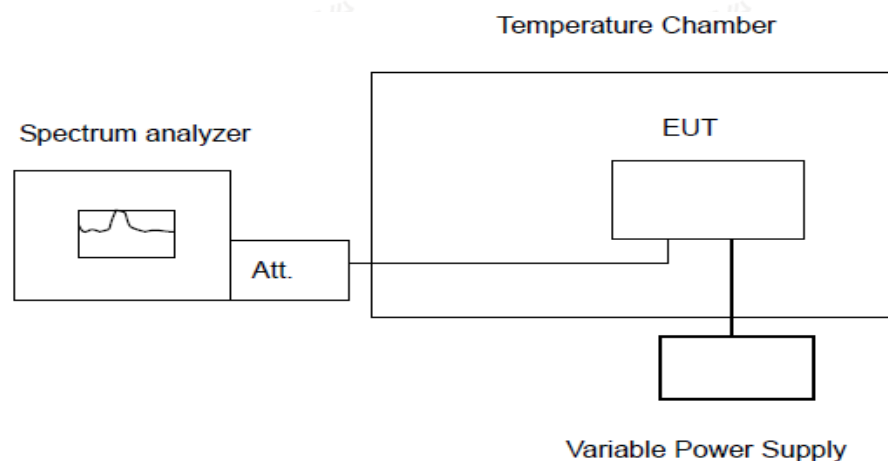 Temperature Chamber
Spectrum analyzer
EUT
Att.
Variable Power Supply